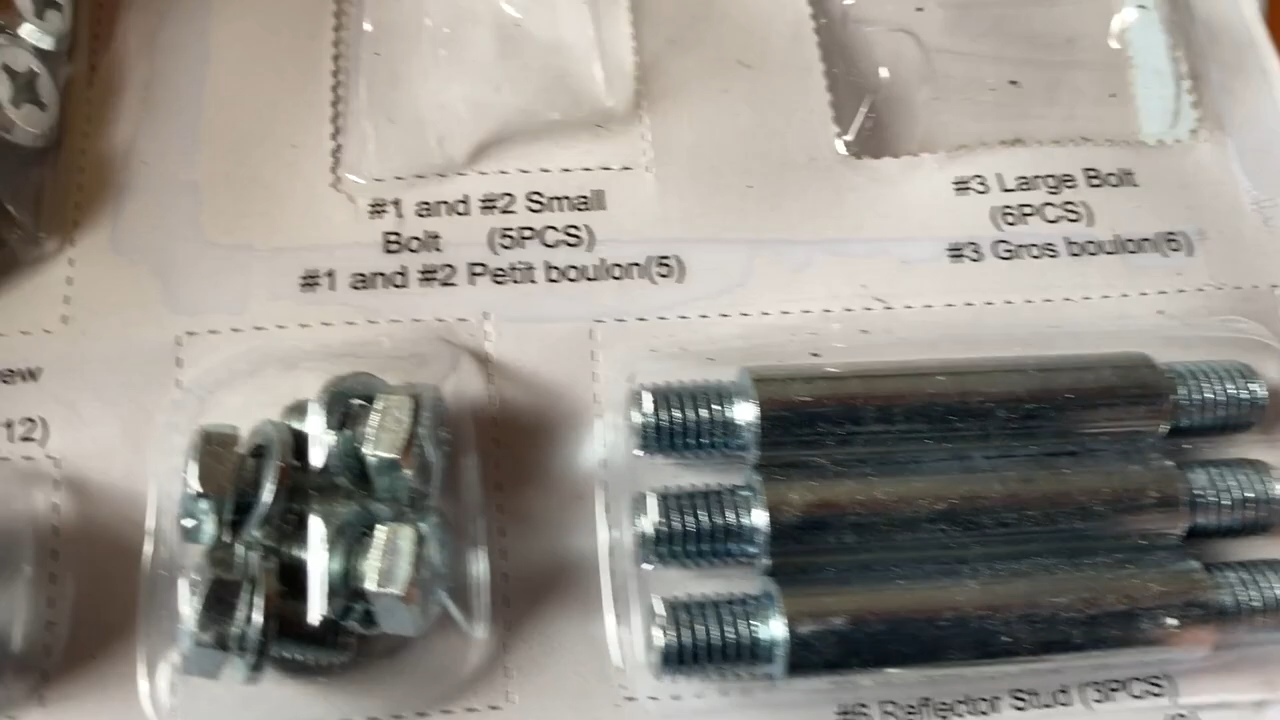 #1 and #2 Small
Bolt (5PCS)
#1 and #2 Petit boulon(5)
#3 Large Bolt
(6PCS)
#3 Gros boulon(6)
12)
#6 Reflector Stud (3PCS)